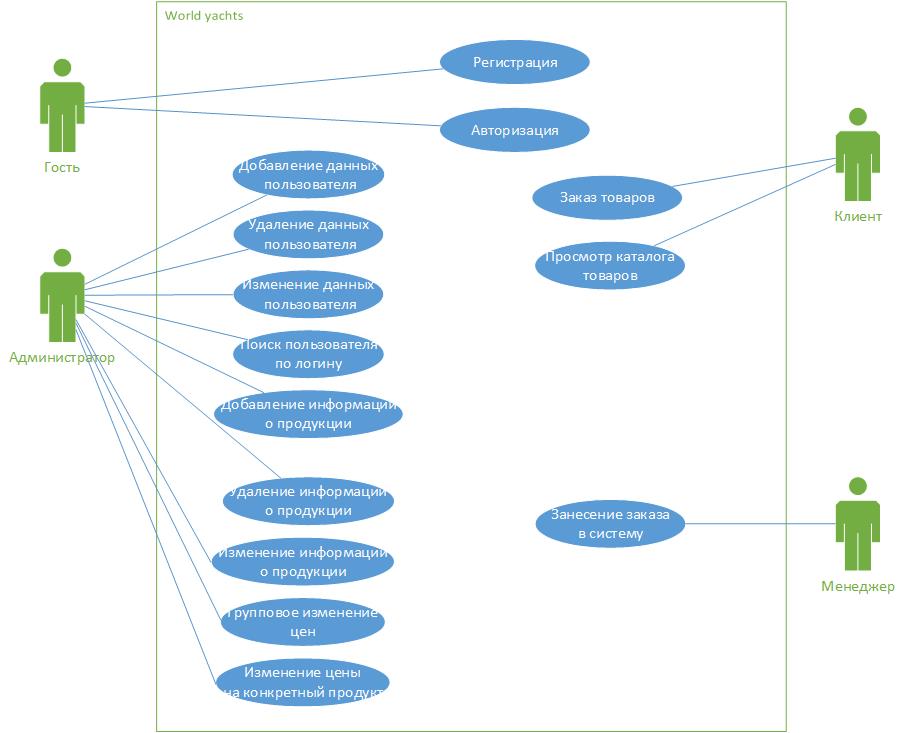 World yachts
Регистрация
Авторизация
Гость
Добавление данных
пользователя
Заказ товаров
Клиент
Удаление данных
пользователя
Просмотр каталога
товаров
Изменение данных
пользователя
Администратор
Поиск пользователя
по логину
Добавление информации
о продукции
Удаление информации
о продукции
Занесение заказа
в систему
Изменение информации
о продукции
Менеджер
Групповое изменение
цен
Изменение цены
на конкретный продукт